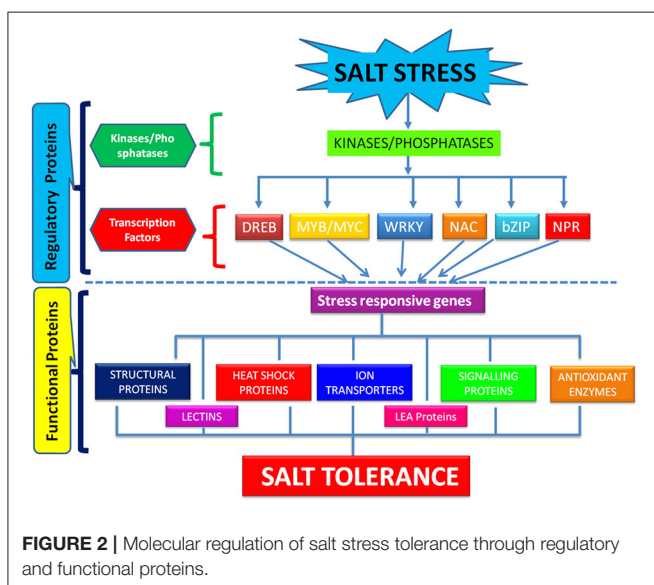 SALT STRESS
Regulatory Proteins
Kinases/Pho
sphatases
KINASES/PHOSPHATASES
Transcription
Factors
DREB
MYB/MYC
WRKY
NAC
bZIP
NPR
Functional Proteins
Stress responsive genes
STRUCTURAL
PROTEINS
HEAT SHOCK
PROTEINS
ION
TRANSPORTERS
SIGNALLING
PROTEINS
ANTIOXIDANT
ENZYMES
LECTINS
LEA Proteins
SALT TOLERANCE
FIGURE 2 | Molecular regulation of salt stress tolerance through regulatory
and functional proteins.